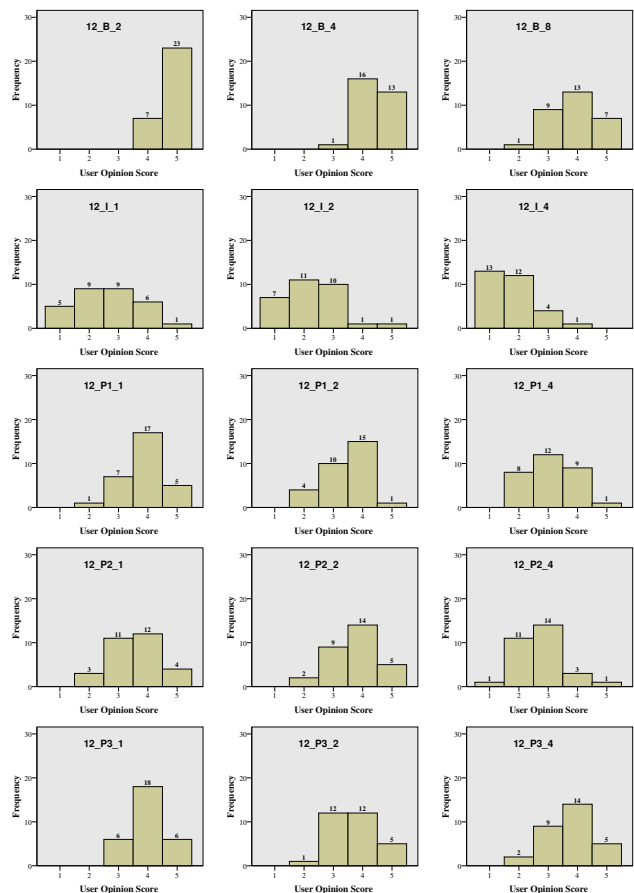 12_B_2
30
20
10
0
Frequency
7
23
1 2 3 4 5
User Opinion Score
12_B_4
30
20
10
0
Frequency
1
16
13
1 2 3 4 5
User Opinion Score
12_B_8
30
20
10
0
Frequency
1
9
13
7
1 2 3 4 5
User Opinion Score
12_I_1
30
20
10
0
Frequency
5
9
9
6
1
1 2 3 4 5
User Opinion Score
12_I_2
30
20
10
0
Frequency
7
11
10
1
1
1 2 3 4 5
User Opinion Score
12_I_4
30
20
10
0
Frequency
13
12
4
1
1 2 3 4 5
User Opinion Score
12_P1_1
30
20
10
0
Frequency
1
7
17
5
1 2 3 4 5
User Opinion Score
12_P1_2
30
20
10
0
Frequency
4
10
15
1
1 2 3 4 5
User Opinion Score
12_P1_4
30
20
10
0
Frequency
8
12
9
1
1 2 3 4 5
User Opinion Score
12_P2_1
30
20
10
0
Frequency
3
11
12
4
1 2 3 4 5
User Opinion Score
12_P2_2
30
20
10
0
Frequency
2
9
14
5
1 2 3 4 5
User Opinion Score
12_P2_4
30
20
10
0
Frequency
1
11
14
3
1
1 2 3 4 5
User Opinion Score
12_P3_1
30
20
10
0
Frequency
6
18
6
1 2 3 4 5
User Opinion Score
12_P3_2
30
20
10
0
Frequency
1
12
12
5
1 2 3 4 5
User Opinion Score
12_P3_4
30
20
10
0
Frequency
2
9
14
5
1 2 3 4 5
User Opinion Score